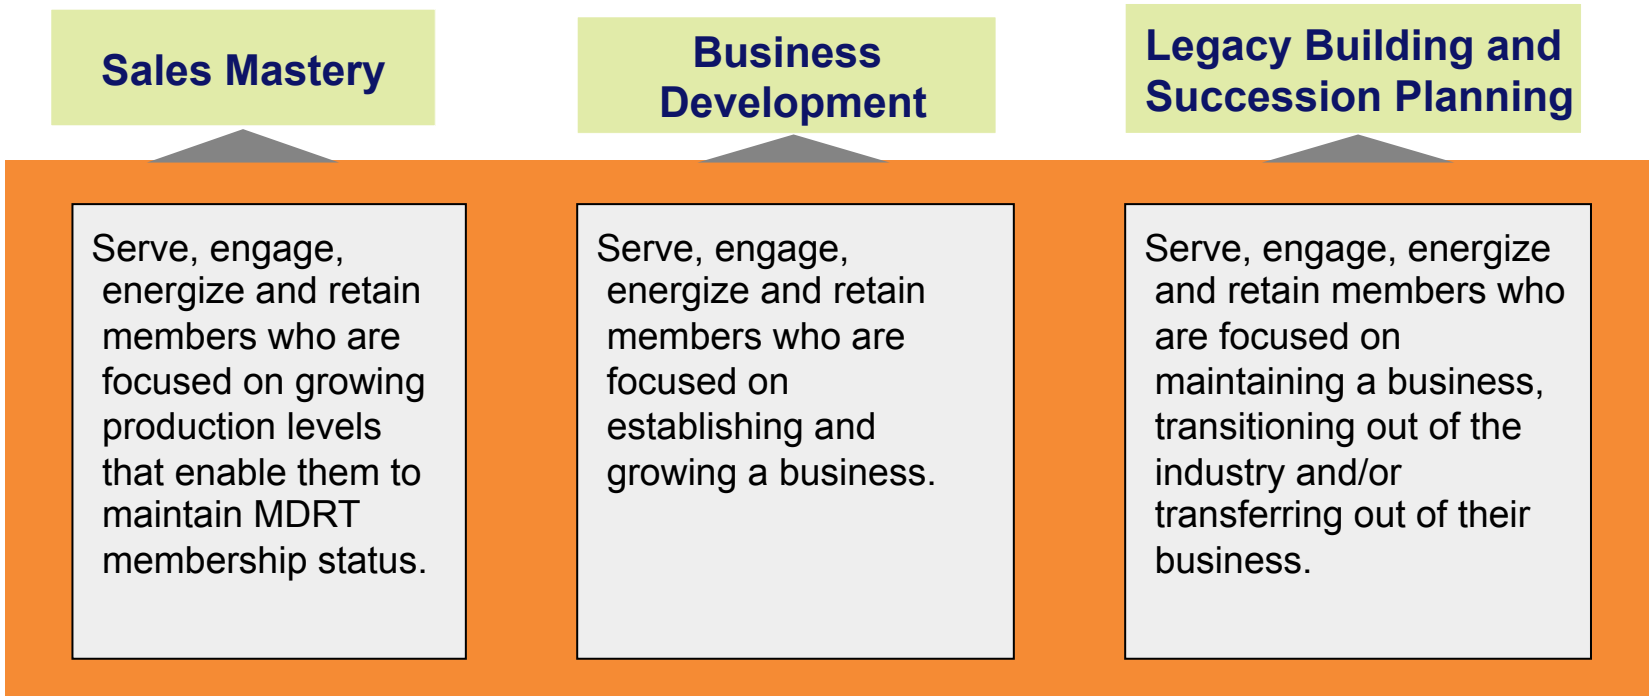 Sales Mastery
Business
Development
Legacy Building and
Succession Planning
Serve, engage,
energize and retain
members who are
focused on growing
production levels
that enable them to
maintain MDRT
membership status.
Serve, engage,
energize and retain
members who are
focused on
establishing and
growing a business.
Serve, engage, energize
and retain members who
are focused on
maintaining a business,
transitioning out of the
industry and/or
transferring out of their
business.